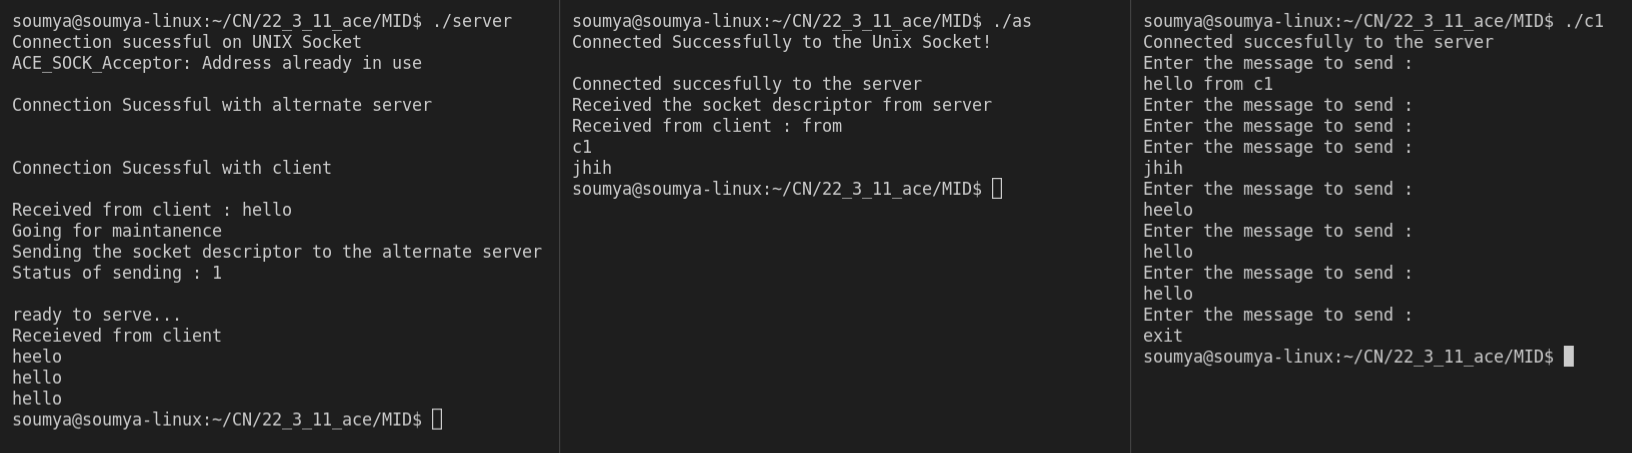 soumya@soumya-linux:~/CN/22_3_11_ace/MID$ ./server
Connection sucessful on UNIX Socket
ACE_SOCK_Acceptor: Address already in use
Connection Sucessful with alternate server
Connection Sucessful with client
Received from client : hello
Going for maintanence
Sending the socket descriptor to the alternate server
Status of sending : 1
ready to serve...
Receieved from client
heelo
hello
hello
soumya@soumya-linux:~/CN/22_3_11_ace/MID$
soumya@soumya-linux:~/CN/22_3_11_ace/MID$ ./as
Connected Successfully to the Unix Socket!
Connected succesfully to the server
Received the socket descriptor from server
Received from client : from
c1
jhih
soumya@soumya-linux:~/CN/22_3_11_ace/MID$
soumya@soumya-linux:~/CN/22_3_11_ace/MID$ ./c1
Connected succesfully to the server
Enter the message to send :
hello from c1
Enter the message to send :
Enter the message to send :
Enter the message to send :
jhih
Enter the message to send :
heelo
Enter the message to send :
hello
Enter the message to send :
hello
Enter the message to send :
exit
soumya@soumya-linux:~/CN/22_3_11_ace/MID$